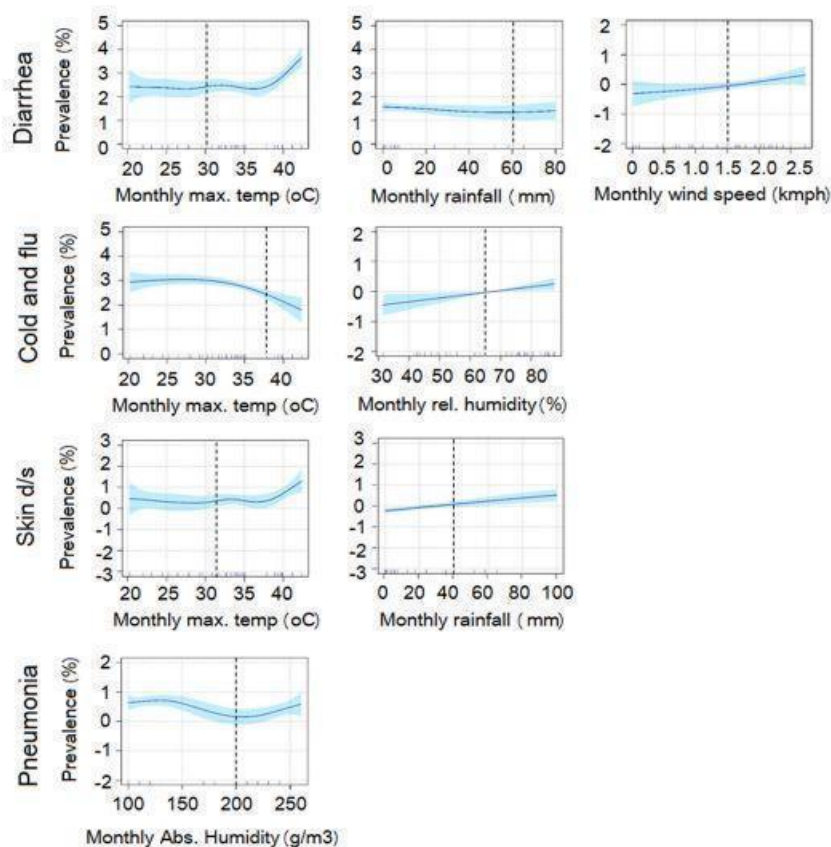 Diarrhea
Prevalence (%)
5
4
3
2
1
0
20 25 30 35 40
Monthly max. temp (oC)
5
4
3
2
1
0
0 20 40 60 80
Monthly rainfall ( mm)
2
1
0
-1
-2
0 0.5 1.0 1.5 2.0 2.5
Monthly wind speed (kmph)
Cold and flu
Prevalence (%)
5
4
3
2
1
0
20 25 30 35 40
Monthly max. temp (oC)
2
1
0
-1
-2
30 40 50 60 70 80
Monthly rel. humidity (%)
Skin d/s
Prevalence (%)
3
2
1
0
-1
-2
-3
20 25 30 35 40
Monthly max. temp (oC)
3
2
1
0
-1
-2
-3
0 20 40 60 80 100
Monthly rainfall ( mm)
Pneumonia
Prevalence (%)
2
1
0
-1
-2
100 150 200 250
Monthly Abs. Humidity (g/m3)